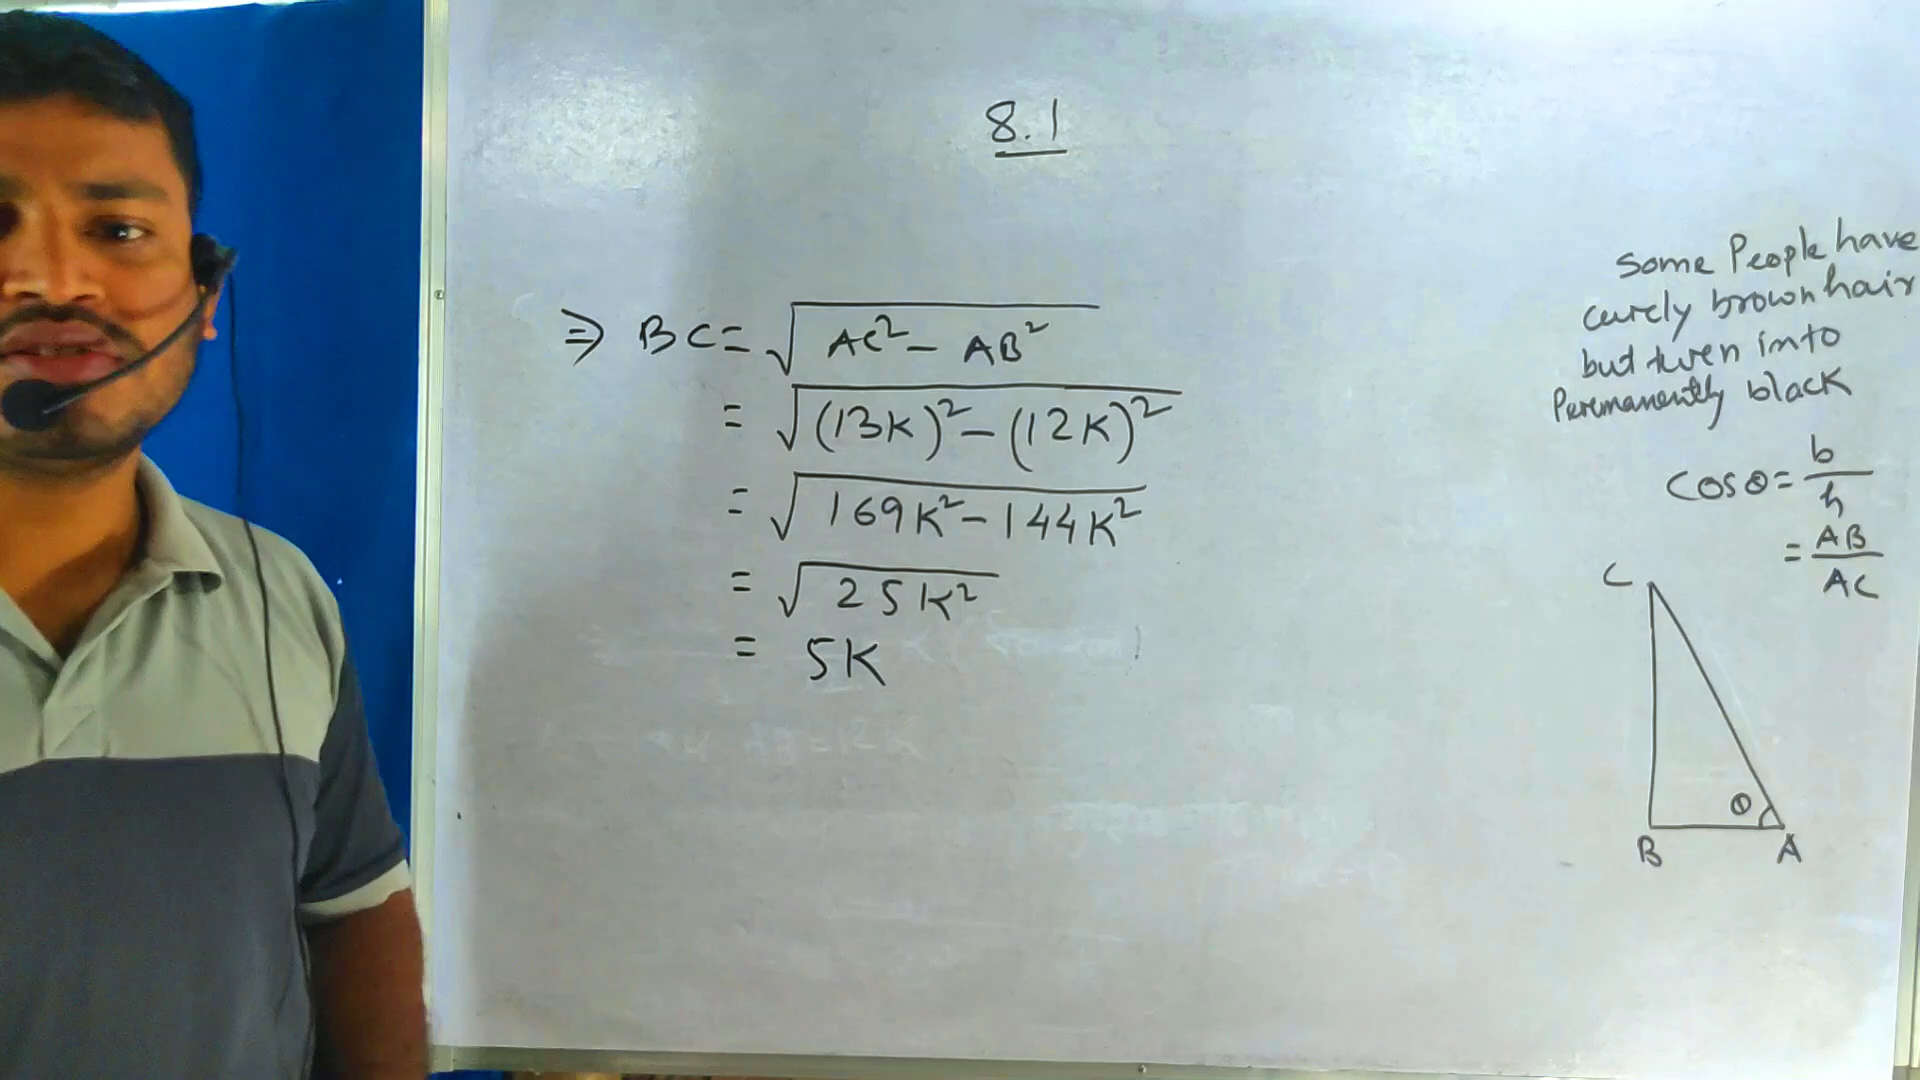 8.1
⇒ BC = √(AC² - AB²)
= √((13K)² - (12K)²)
= √(169K² - 144K²)
= √(25K²)
= 5K
Some People have
curly brown hair
but turn into
Permanently black
Cosθ = b/h
= AB/AC
C
θ
B A